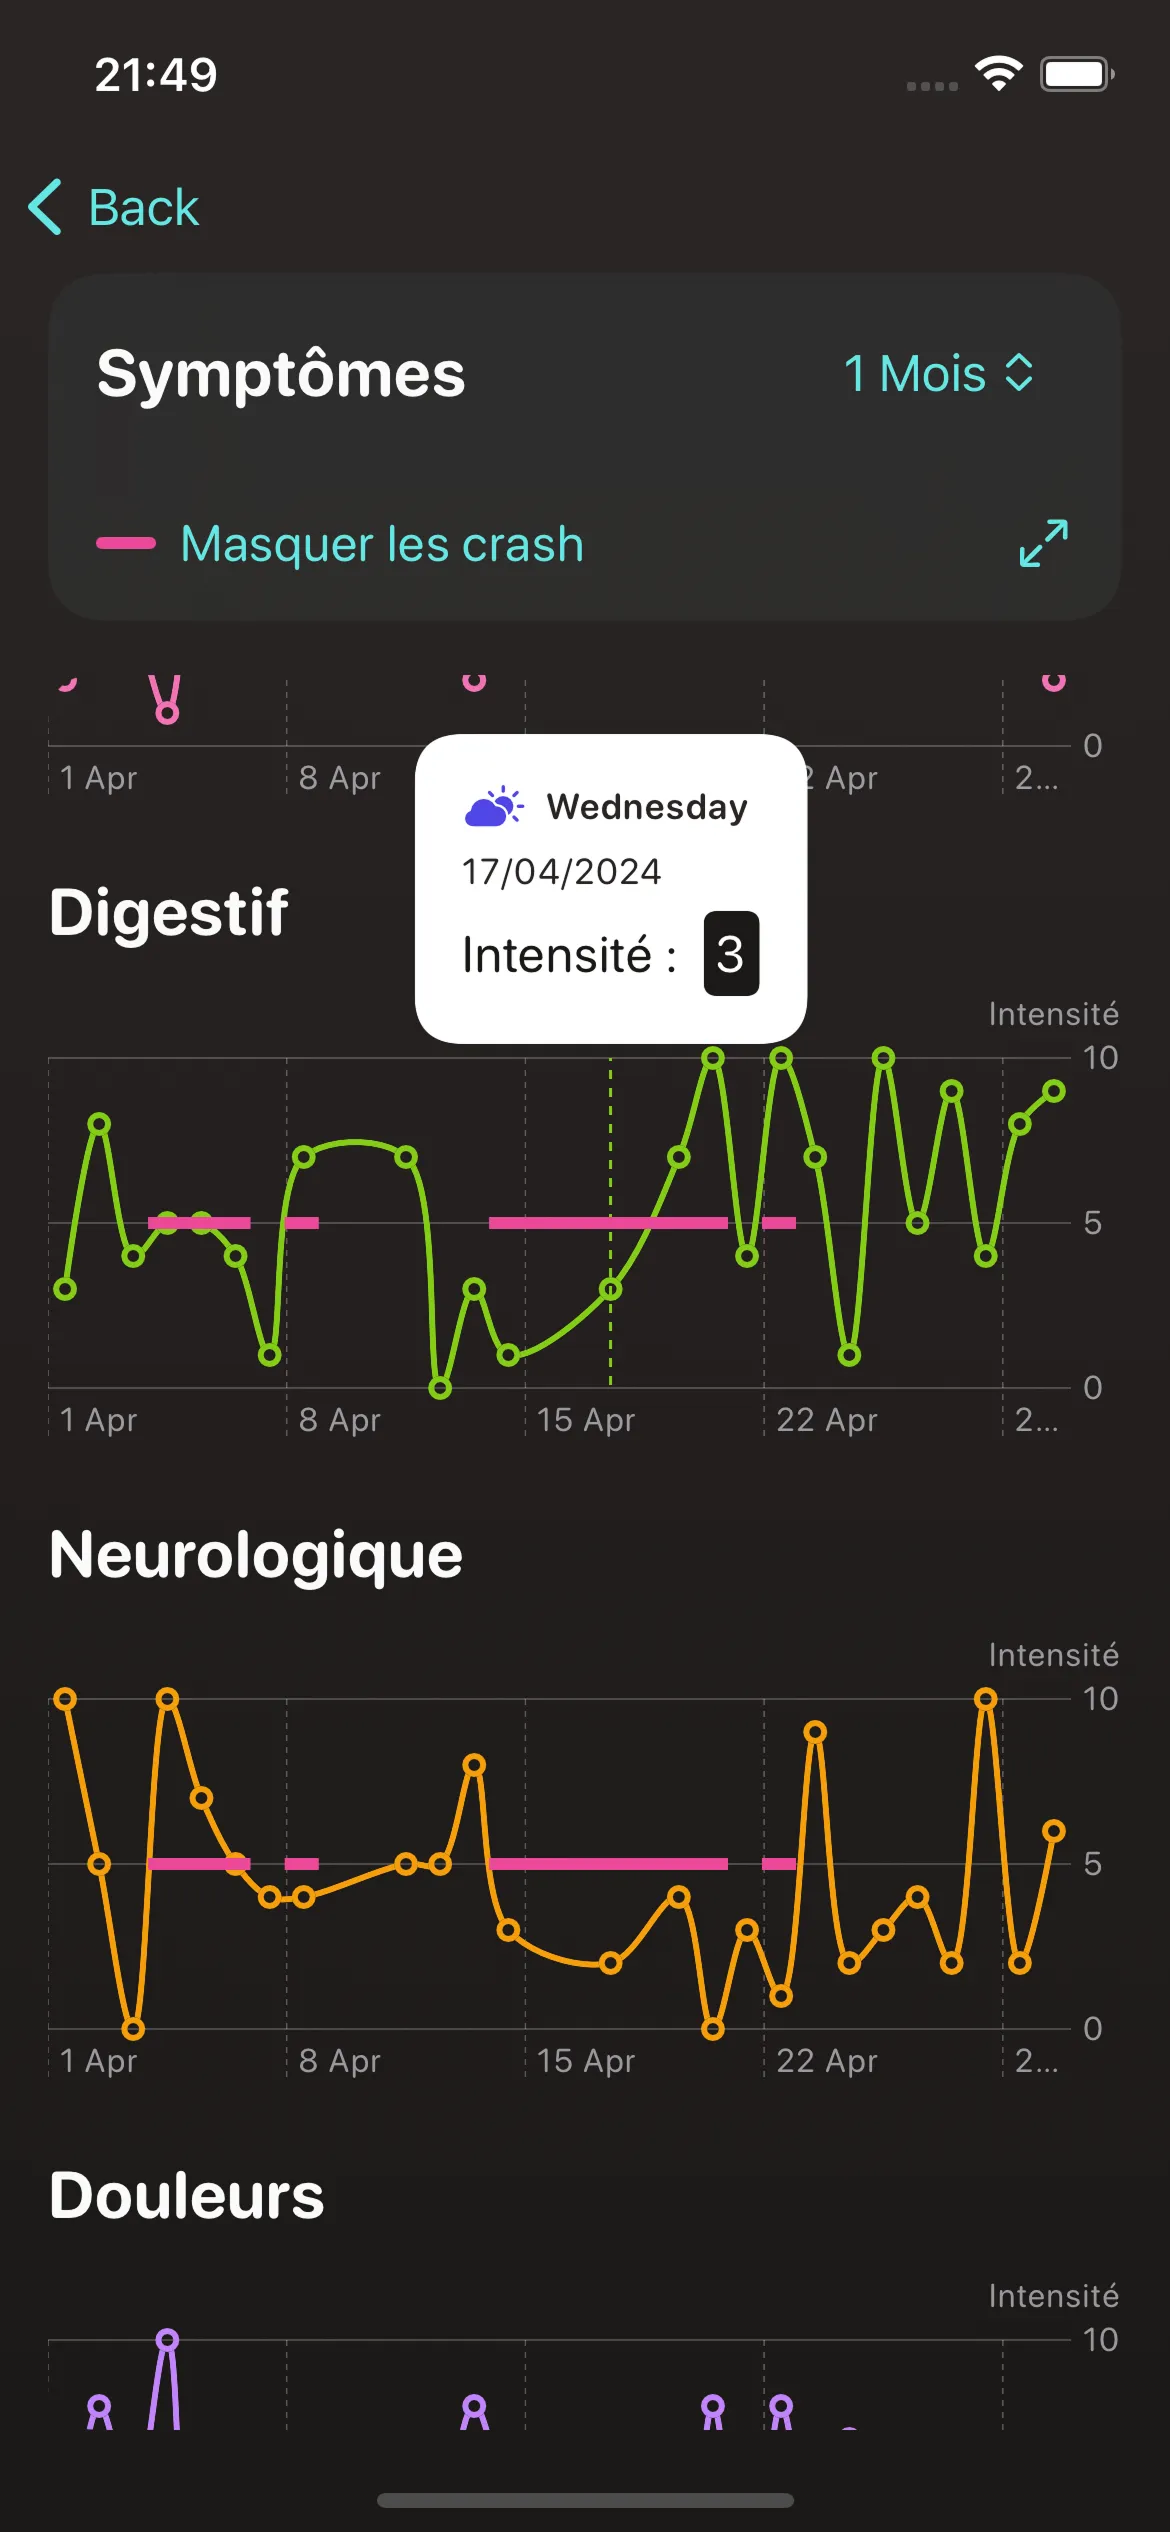 21:49
Back
Symptômes
1 Mois
Masquer les crash
0
1 Apr
8 Apr
2 Apr
2...
Wednesday
17/04/2024
Intensité : 3
Digestif
Intensité
10
5
0
1 Apr
8 Apr
15 Apr
22 Apr
2...
Neurologique
Intensité
10
5
0
1 Apr
8 Apr
15 Apr
22 Apr
2...
Douleurs
Intensité
10